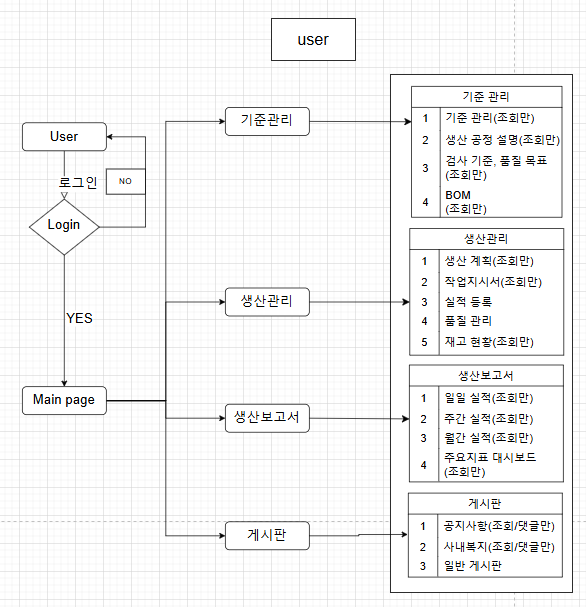 user
User
로그인
NO
Login
YES
Main page
기준관리
생산관리
생산보고서
게시판
기준 관리
1 기준 관리(조회만)
2 생산 공정 설명(조회만)
3 검사 기준, 품질 목표
(조회만)
4 BOM
(조회만)
생산관리
1 생산 계획(조회만)
2 작업지시서(조회만)
3 실적 등록
4 품질 관리
5 재고 현황(조회만)
생산보고서
1 일일 실적(조회만)
2 주간 실적(조회만)
3 월간 실적(조회만)
4 주요지표 대시보드
(조회만)
게시판
1 공지사항(조회/댓글만)
2 사내복지(조회/댓글만)
3 일반 게시판